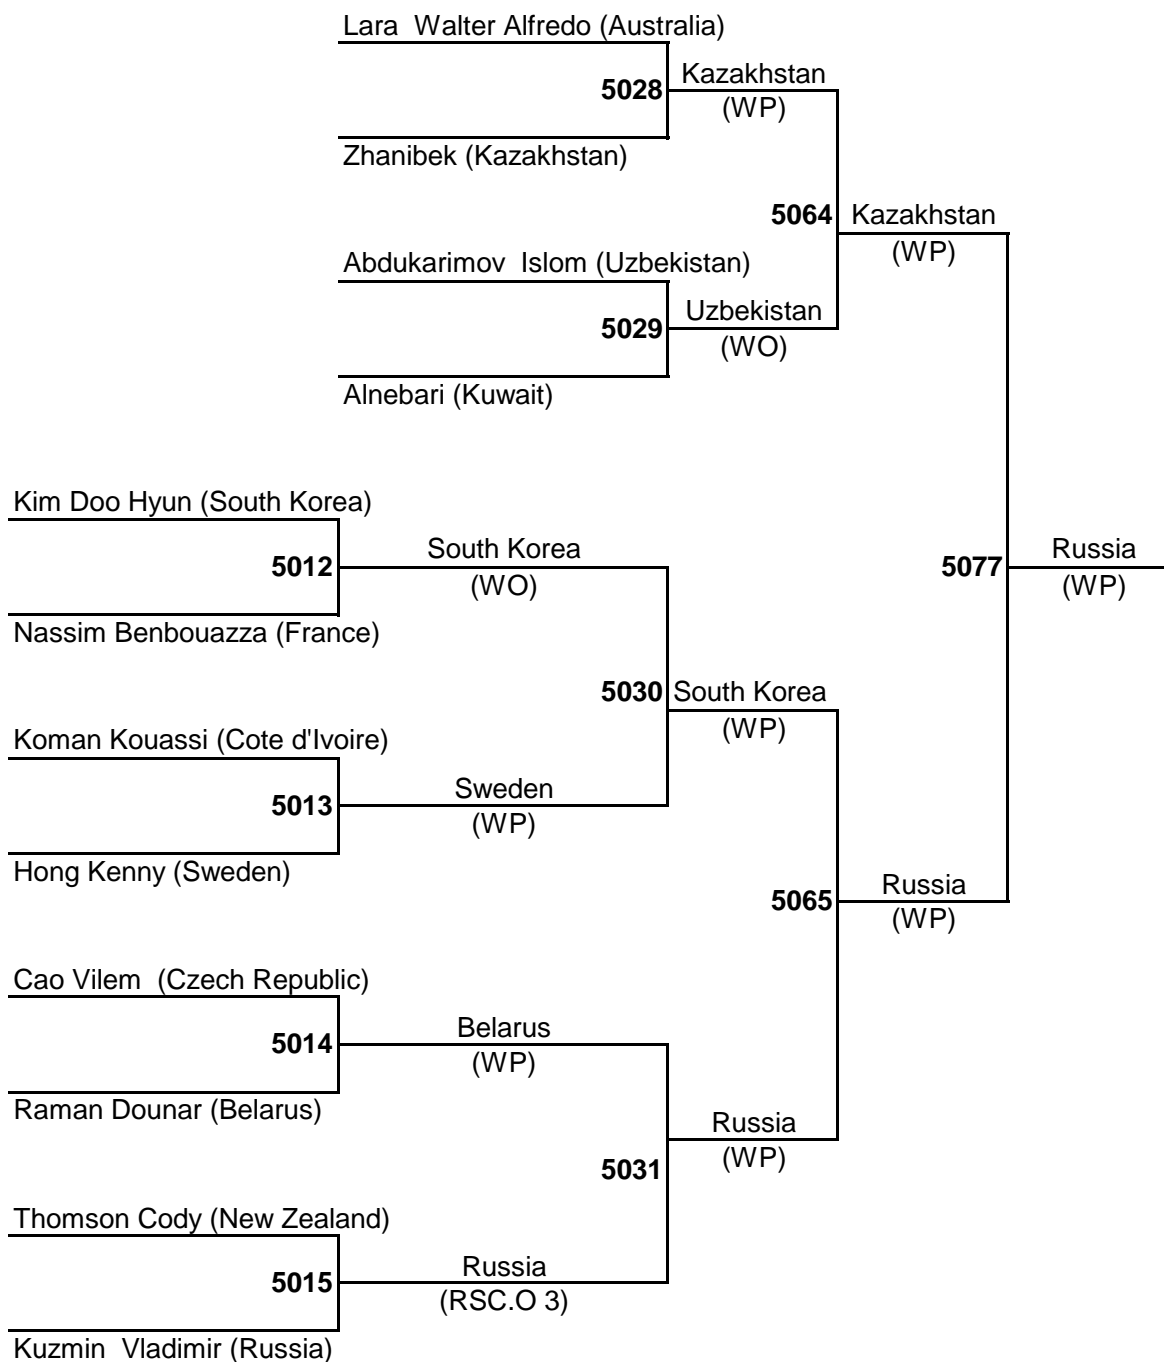 Lara  Walter Alfredo (Australia)
5028
Kazakhstan
(WP)
Zhanibek (Kazakhstan)
5064
Kazakhstan
(WP)
Abdukarimov  Islom (Uzbekistan)
5029
Uzbekistan
(WO)
Alnebari (Kuwait)
Kim Doo Hyun (South Korea)
5012
South Korea
(WO)
5077
Russia
(WP)
Nassim Benbouazza (France)
5030
South Korea
(WP)
Koman Kouassi (Cote d'Ivoire)
5013
Sweden
(WP)
Hong Kenny (Sweden)
5065
Russia
(WP)
Cao Vilem  (Czech Republic)
5014
Belarus
(WP)
Raman Dounar (Belarus)
5031
Russia
(WP)
Thomson Cody (New Zealand)
5015
Russia
(RSC.O 3)
Kuzmin  Vladimir (Russia)